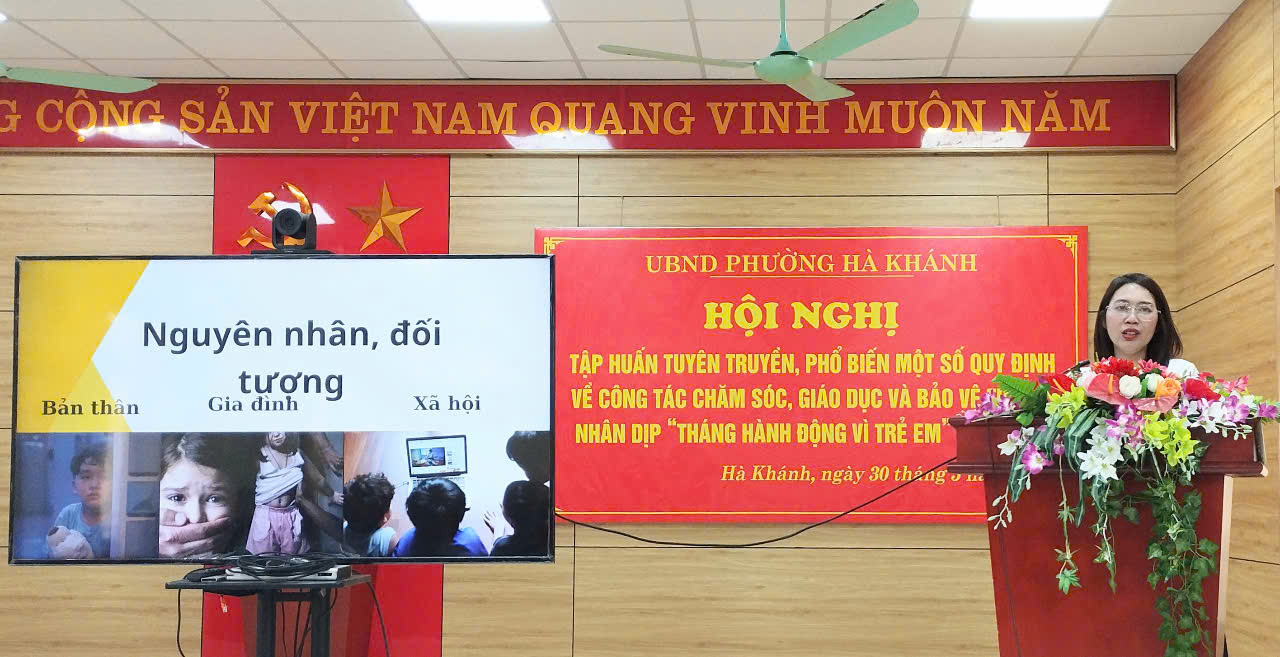 CỘNG SẢN VIỆT NAM QUANG VINH MUÔN NĂM
UBND PHƯỜNG HÀ KHÁNH
HỘI NGHỊ
TẬP HUẤN TUYÊN TRUYỀN, PHỔ BIẾN MỘT SỐ QUY ĐỊNH
VỀ CÔNG TÁC CHĂM SÓC, GIÁO DỤC VÀ BẢO VỆ
NHÂN DỊP "THÁNG HÀNH ĐỘNG VÌ TRẺ EM"
Hà Khánh, ngày 30 tháng 5
Nguyên nhân, đối
tượng
Bản thân Gia đình Xã hội